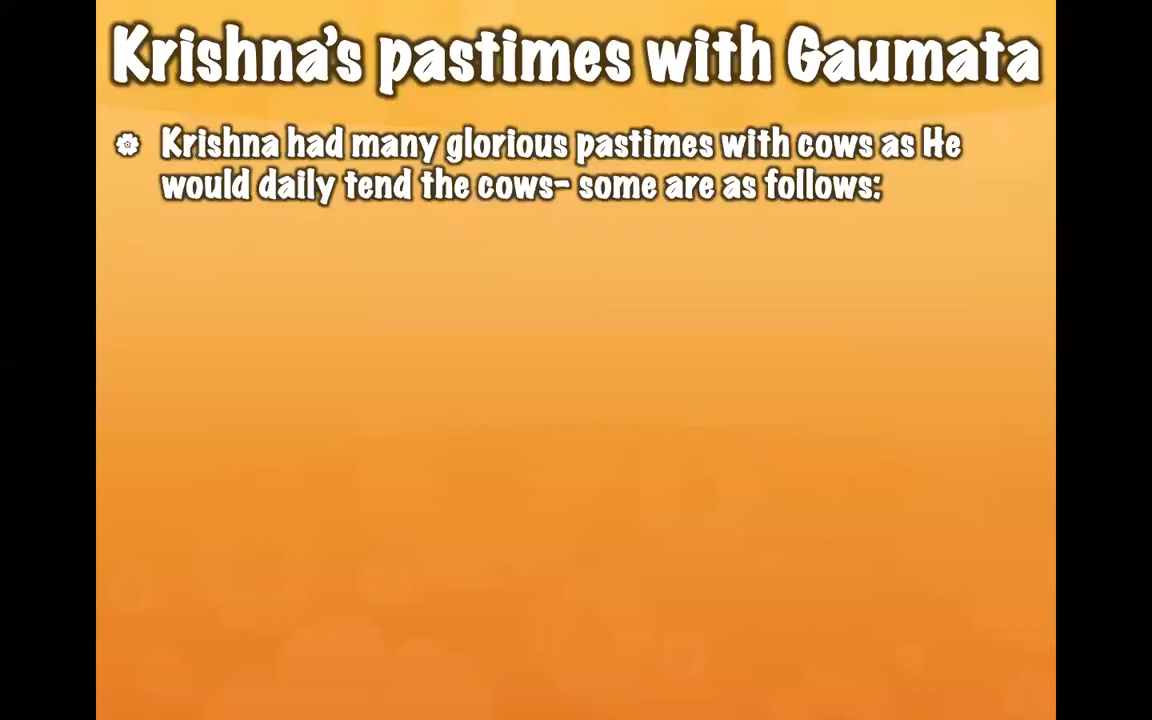 Krishna's pastimes with Gaumata
Krishna had many glorious pastimes with cows as He
would daily tend the cows- some are as follows: